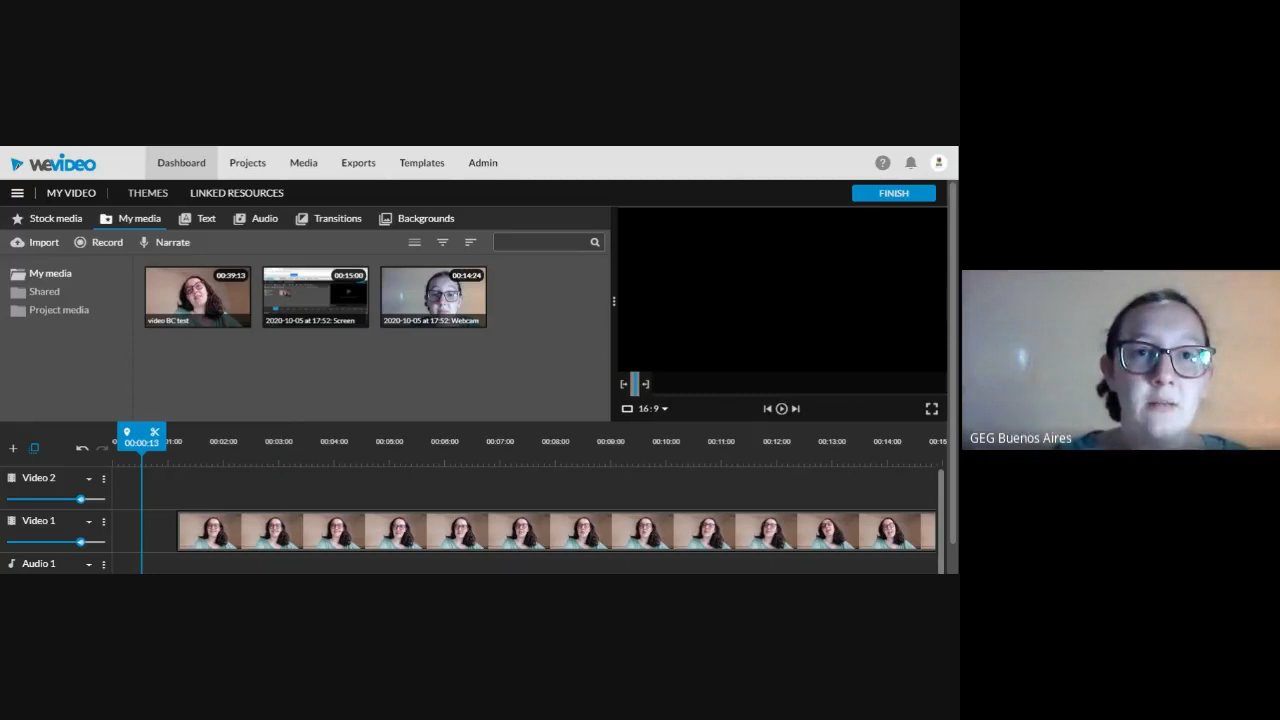 WEVIDEO
Dashboard Projects Media Exports Templates Admin
MY VIDEO THEMES LINKED RESOURCES FINISH
Stock media My media Text Audio Transitions Backgrounds
Import Record Narrate
My media
Shared
Project media
00:39:13
video BC test
00:15:00
2020-10-05 at 17:52: Screen
00:14:24
2020-10-05 at 17:52: Webcam
16:9
00:00:13
01:00 00:02:00 00:03:00 00:04:00 00:05:00 00:06:00 00:07:00 00:08:00 00:09:00 00:10:00 00:11:00 00:12:00 00:13:00 00:14:00 00:15
Video 2
Video 1
Audio 1
GEG Buenos Aires